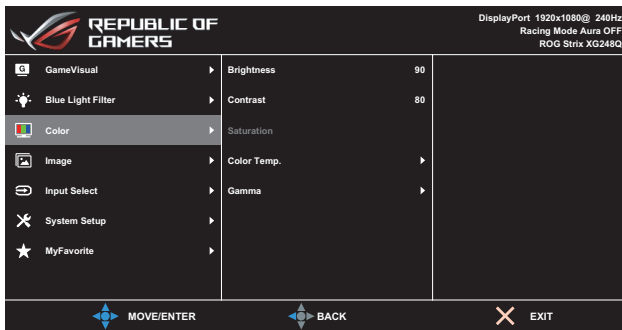 REPUBLIC OF
GAMERS
DisplayPort 1920x1080@ 240Hz
Racing Mode Aura OFF
ROG Strix XG248Q
G
GameVisual
Blue Light Filter
Color
Image
Input Select
System Setup
MyFavorite
Brightness 90
Contrast 80
Saturation
Color Temp.
Gamma
MOVE/ENTER BACK EXIT